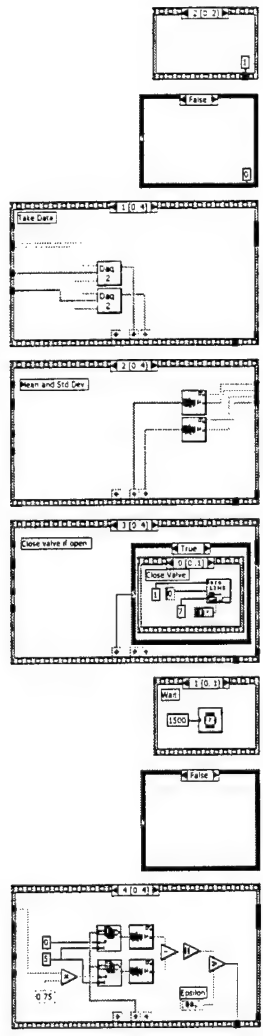 2 [0..2]
1
False
0
1 [0..4]
Take Data
Daq
2
Daq
2
2 [0..4]
Mean and Std Dev
3 [0..4]
Close valve if open
True
0 [0..1]
Close Valve
1
0
7
1 [0..1]
Wait
1500
False
4 [0..4]
0
5
x
0.75
Epsilon